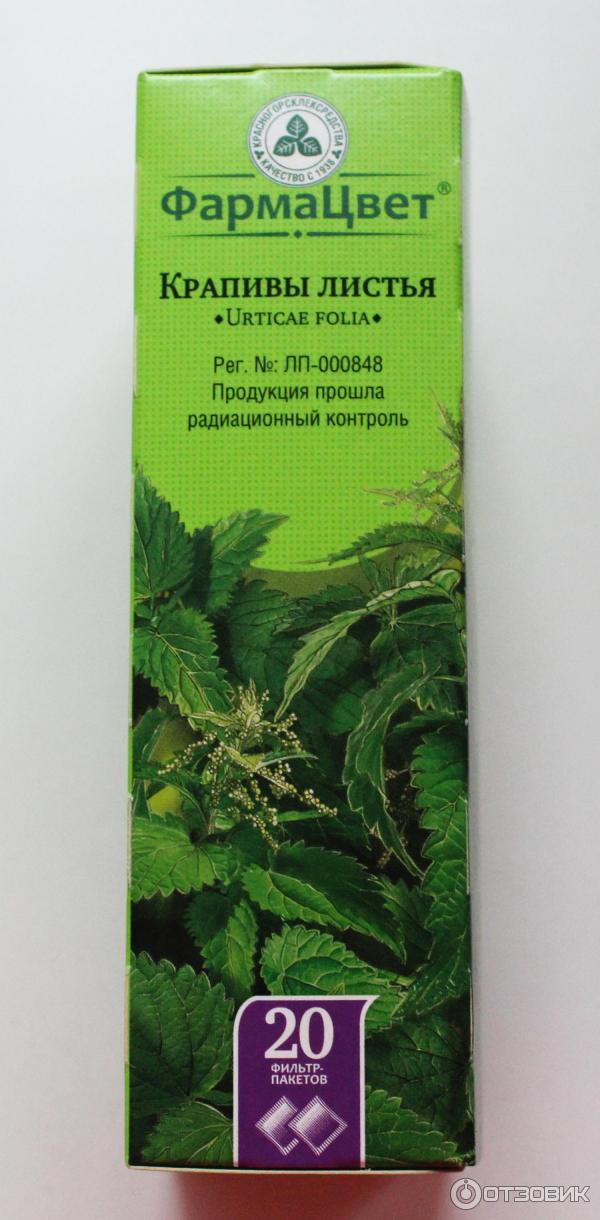 КРАСНОГОРСКЛЕКСРЕДСТВА
КАЧЕСТВО С 1938
ФармаЦвет®
КРАПИВЫ ЛИСТЬЯ
◆URTICAE FOLIA◆
Рег. №: ЛП-000848
Продукция прошла
радиационный контроль
20
ФИЛЬТР-
ПАКЕТОВ
ОТЗОВИК